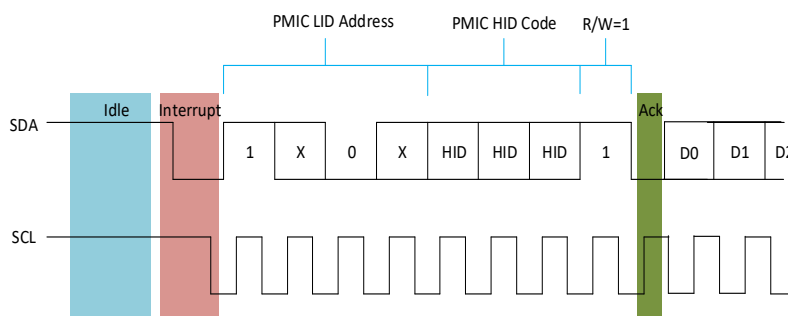 PMIC LID Address PMIC HID Code R/W=1
Idle Interrupt Ack
SDA 1 X 0 X HID HID HID 1 D0 D1 D2
SCL